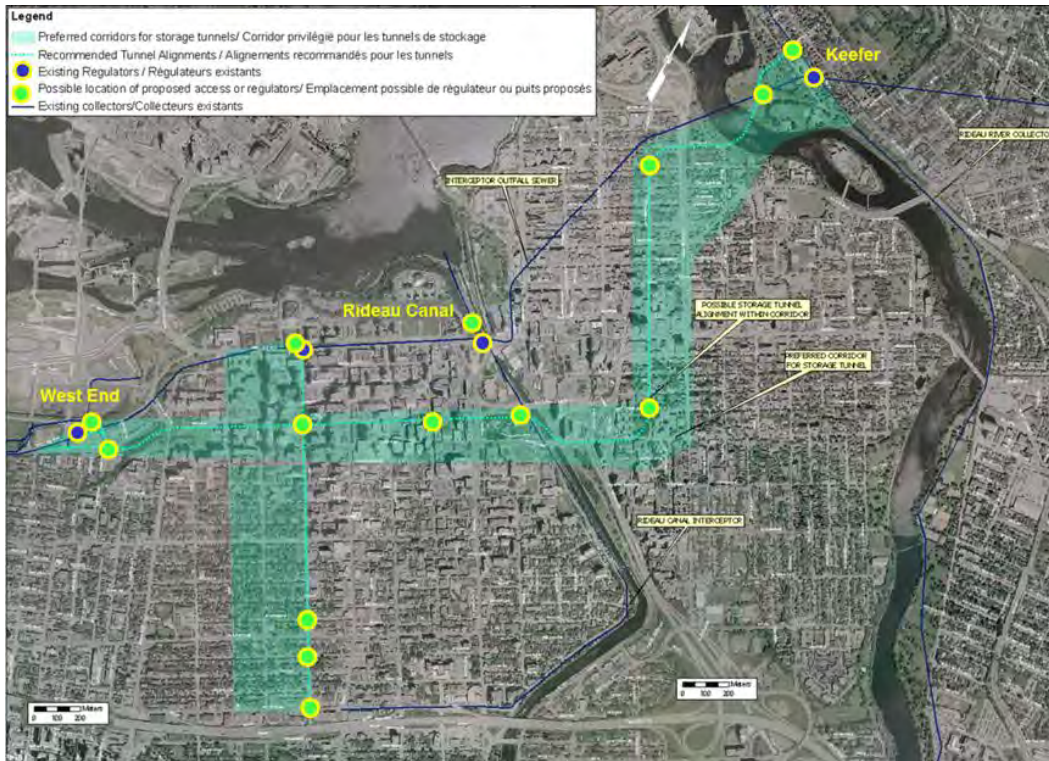 Legend
Preferred corridors for storage tunnels/ Corridor privilégié pour les tunnels de stockage
Recommended Tunnel Alignments / Alignements recommandés pour les tunnels
Existing Regulators / Régulateurs existants
Possible location of proposed access or regulators/ Emplacement possible de régulateur ou puits proposés
Existing collectors/Collecteurs existants
Keefer
RIDEAU RIVER COLLECTO
INTERCEPTOR OUTFALL SEWER
Rideau Canal
POSSIBLE STORAGE TUNNEL
ALIGNMENT WITHIN CORRIDOR
PREFERRED CORRIDOR
FOR STORAGE TUNNEL
West End
RIDEAU CANAL INTERCEPTOR
Meters
0 100 200
Meters
0 100 200